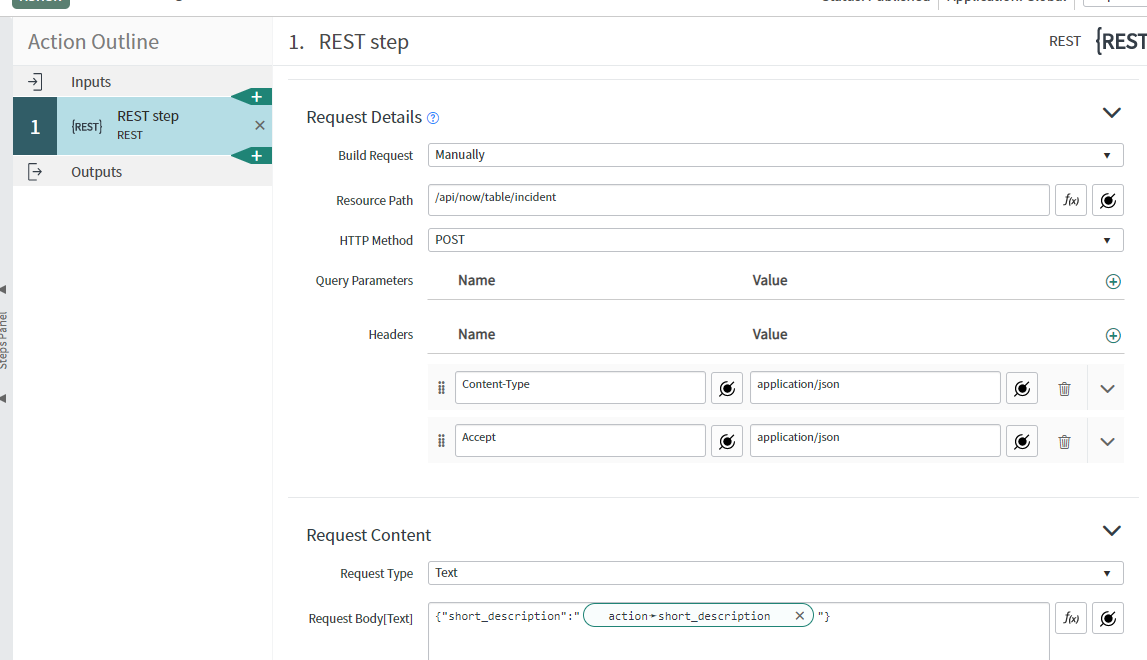 Action Outline
Inputs
1
{REST}
REST step
REST
Outputs
Steps Panel
1. REST step
REST {REST
Request Details
Build Request Manually
Resource Path /api/now/table/incident f(x)
HTTP Method POST
Query Parameters Name Value
Headers Name Value
Content-Type application/json
Accept application/json
Request Content
Request Type Text
Request Body[Text] {"short_description":" action▸short_description × "} f(x)